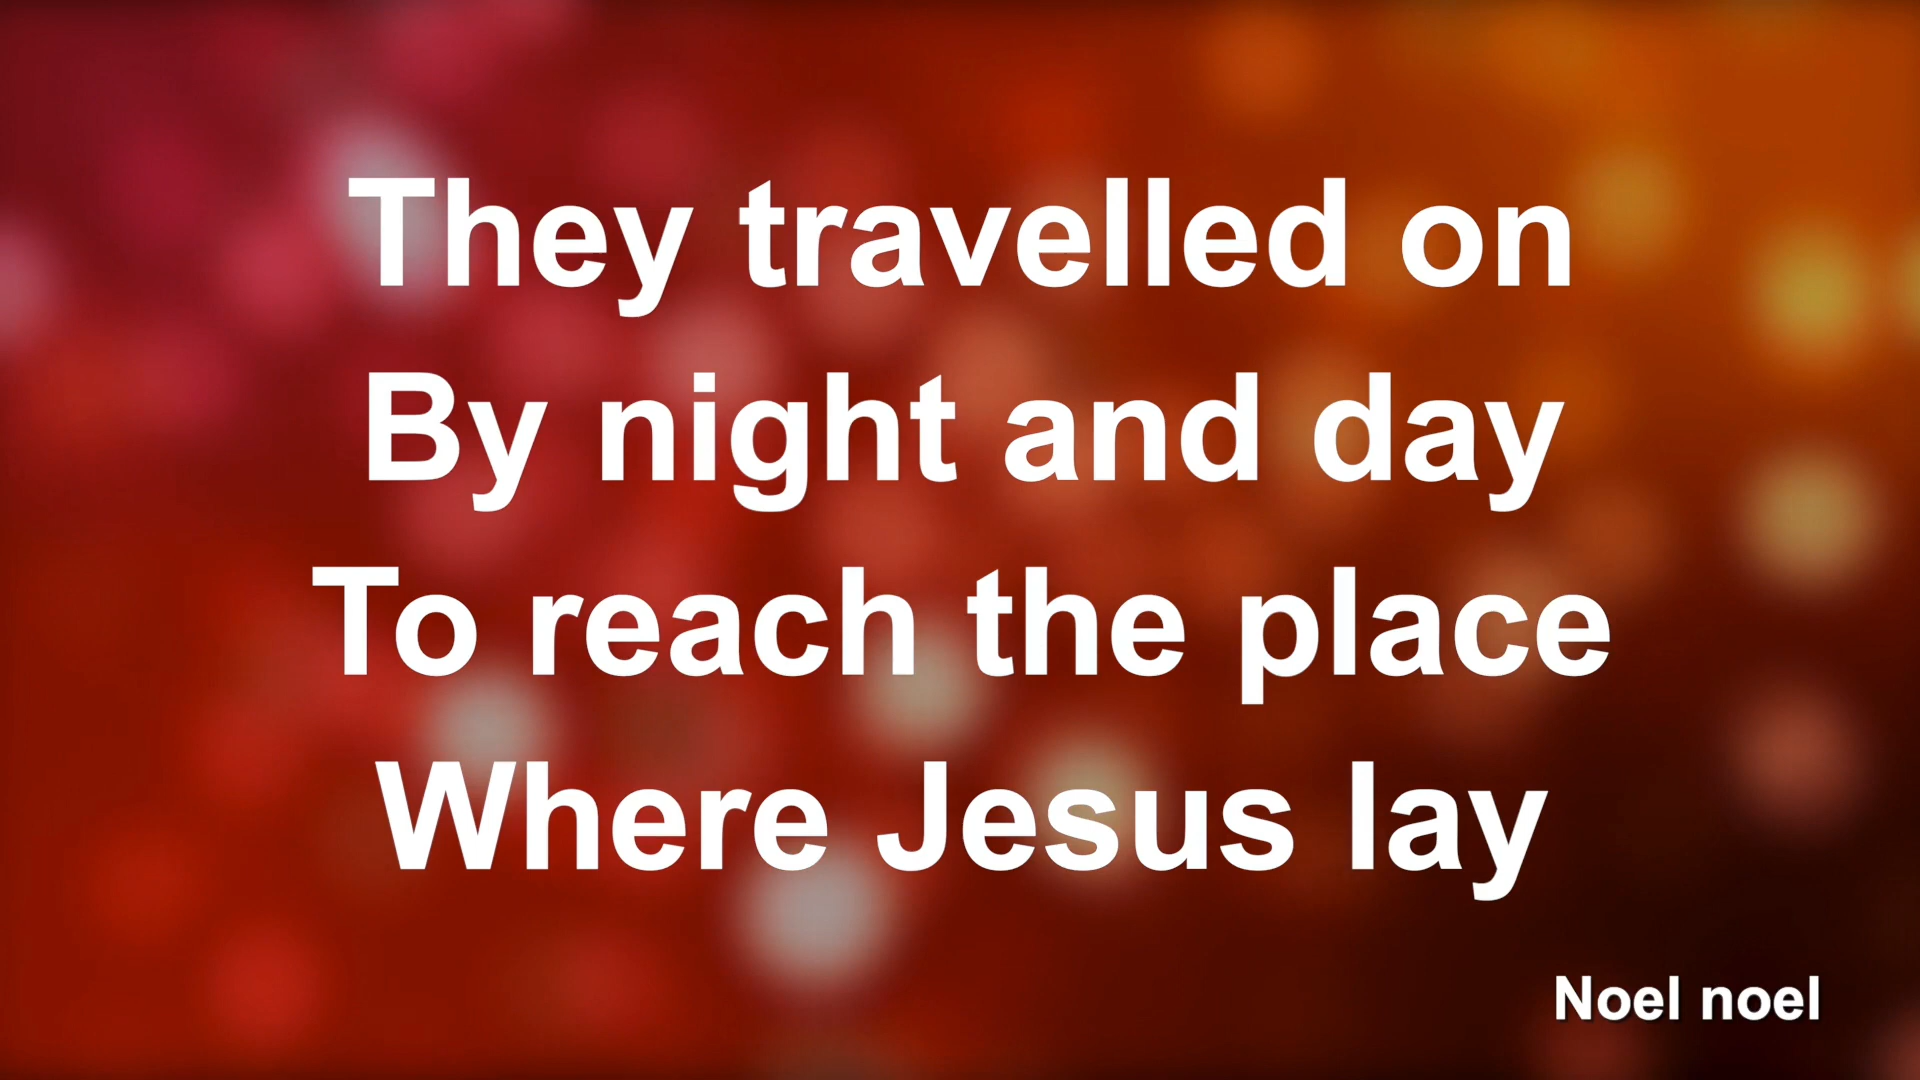 They travelled on
By night and day
To reach the place
Where Jesus lay
Noel noel